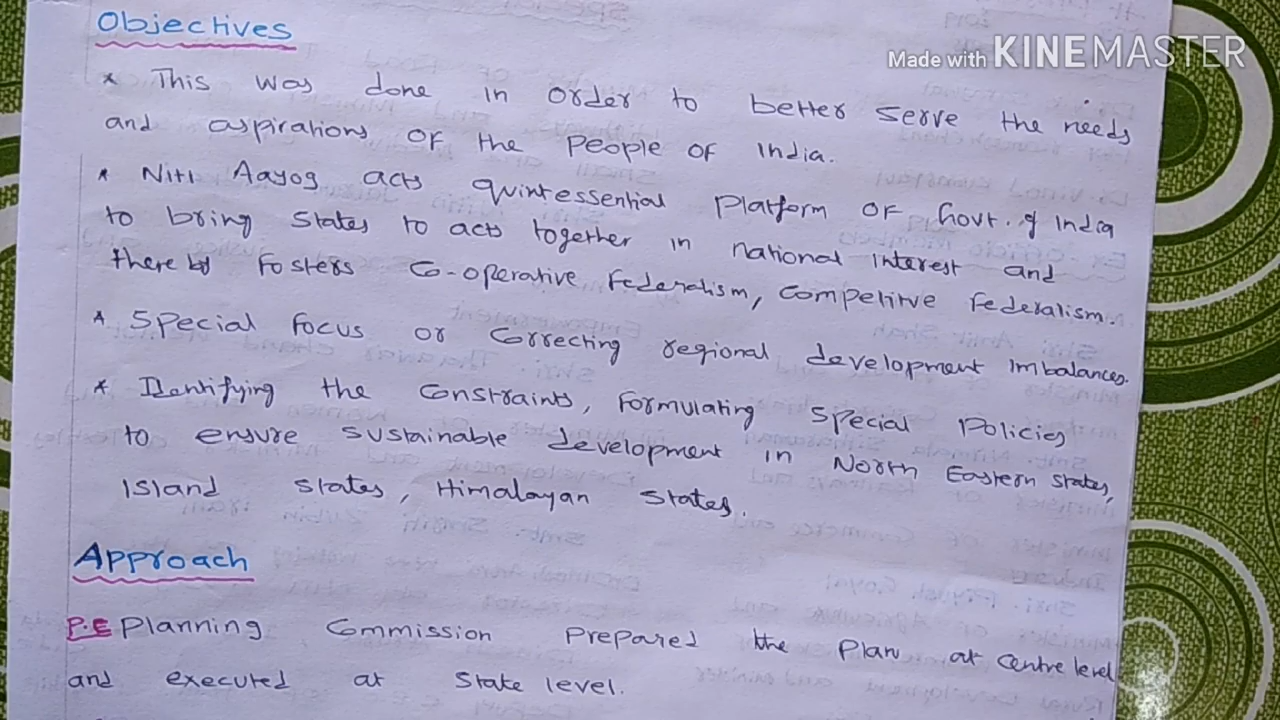 Objectives
Made with KINEMASTER
* This was done in order to better serve the needs
and aspirations of the people of India.
* Niti Aayog acts quintessential Platform of Govt. of India
to bring states to acts together in national interest and
thereby fosters Co-operative Federalism, Competitive Federalism.
* Special focus or Correcting regional development Imbalances.
* Identifying the Constraints, Formulating special Policies
to ensure sustainable development in North Eastern states,
Island states, Himalayan states.
Approach
P.E Planning Commission prepared the plan at centre level
and executed at state level.